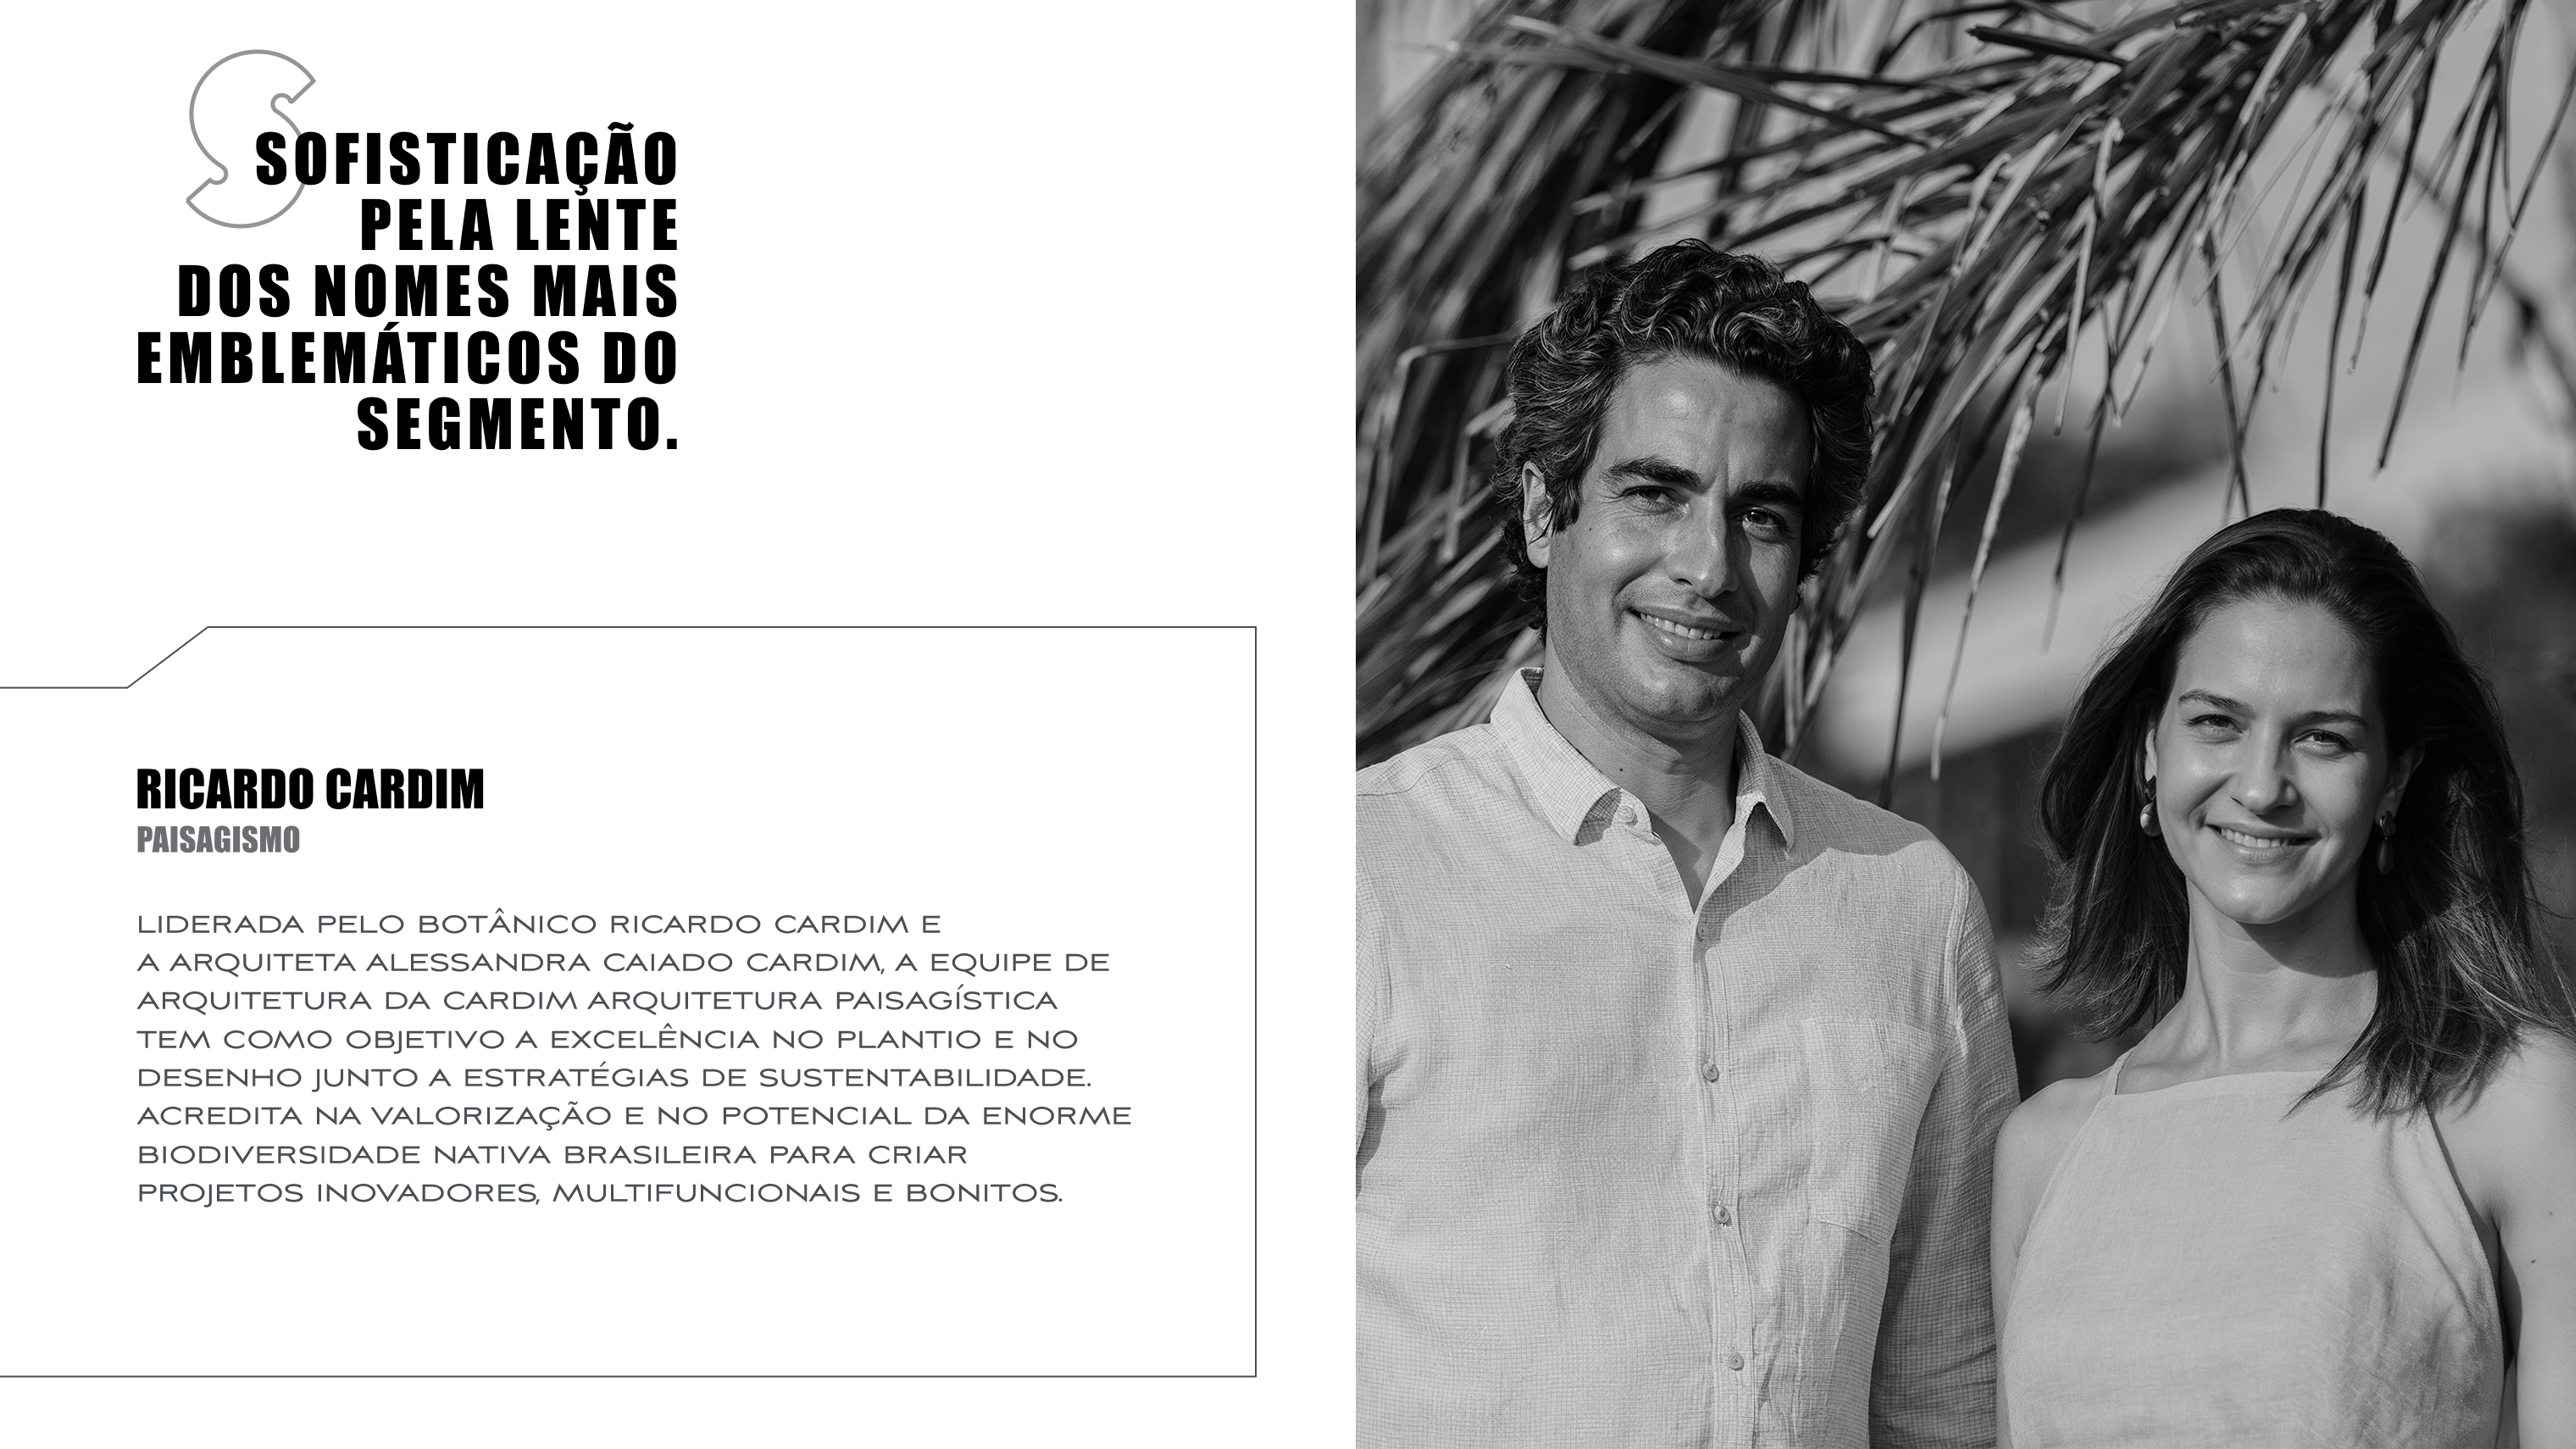 S
SOFISTICAÇÃO
PELA LENTE
DOS NOMES MAIS
EMBLEMÁTICOS DO
SEGMENTO.
RICARDO CARDIM
PAISAGISMO
LIDERADA PELO BOTÂNICO RICARDO CARDIM E
A ARQUITETA ALESSANDRA CAIADO CARDIM, A EQUIPE DE
ARQUITETURA DA CARDIM ARQUITETURA PAISAGÍSTICA
TEM COMO OBJETIVO A EXCELÊNCIA NO PLANTIO E NO
DESENHO JUNTO A ESTRATÉGIAS DE SUSTENTABILIDADE.
ACREDITA NA VALORIZAÇÃO E NO POTENCIAL DA ENORME
BIODIVERSIDADE NATIVA BRASILEIRA PARA CRIAR
PROJETOS INOVADORES, MULTIFUNCIONAIS E BONITOS.